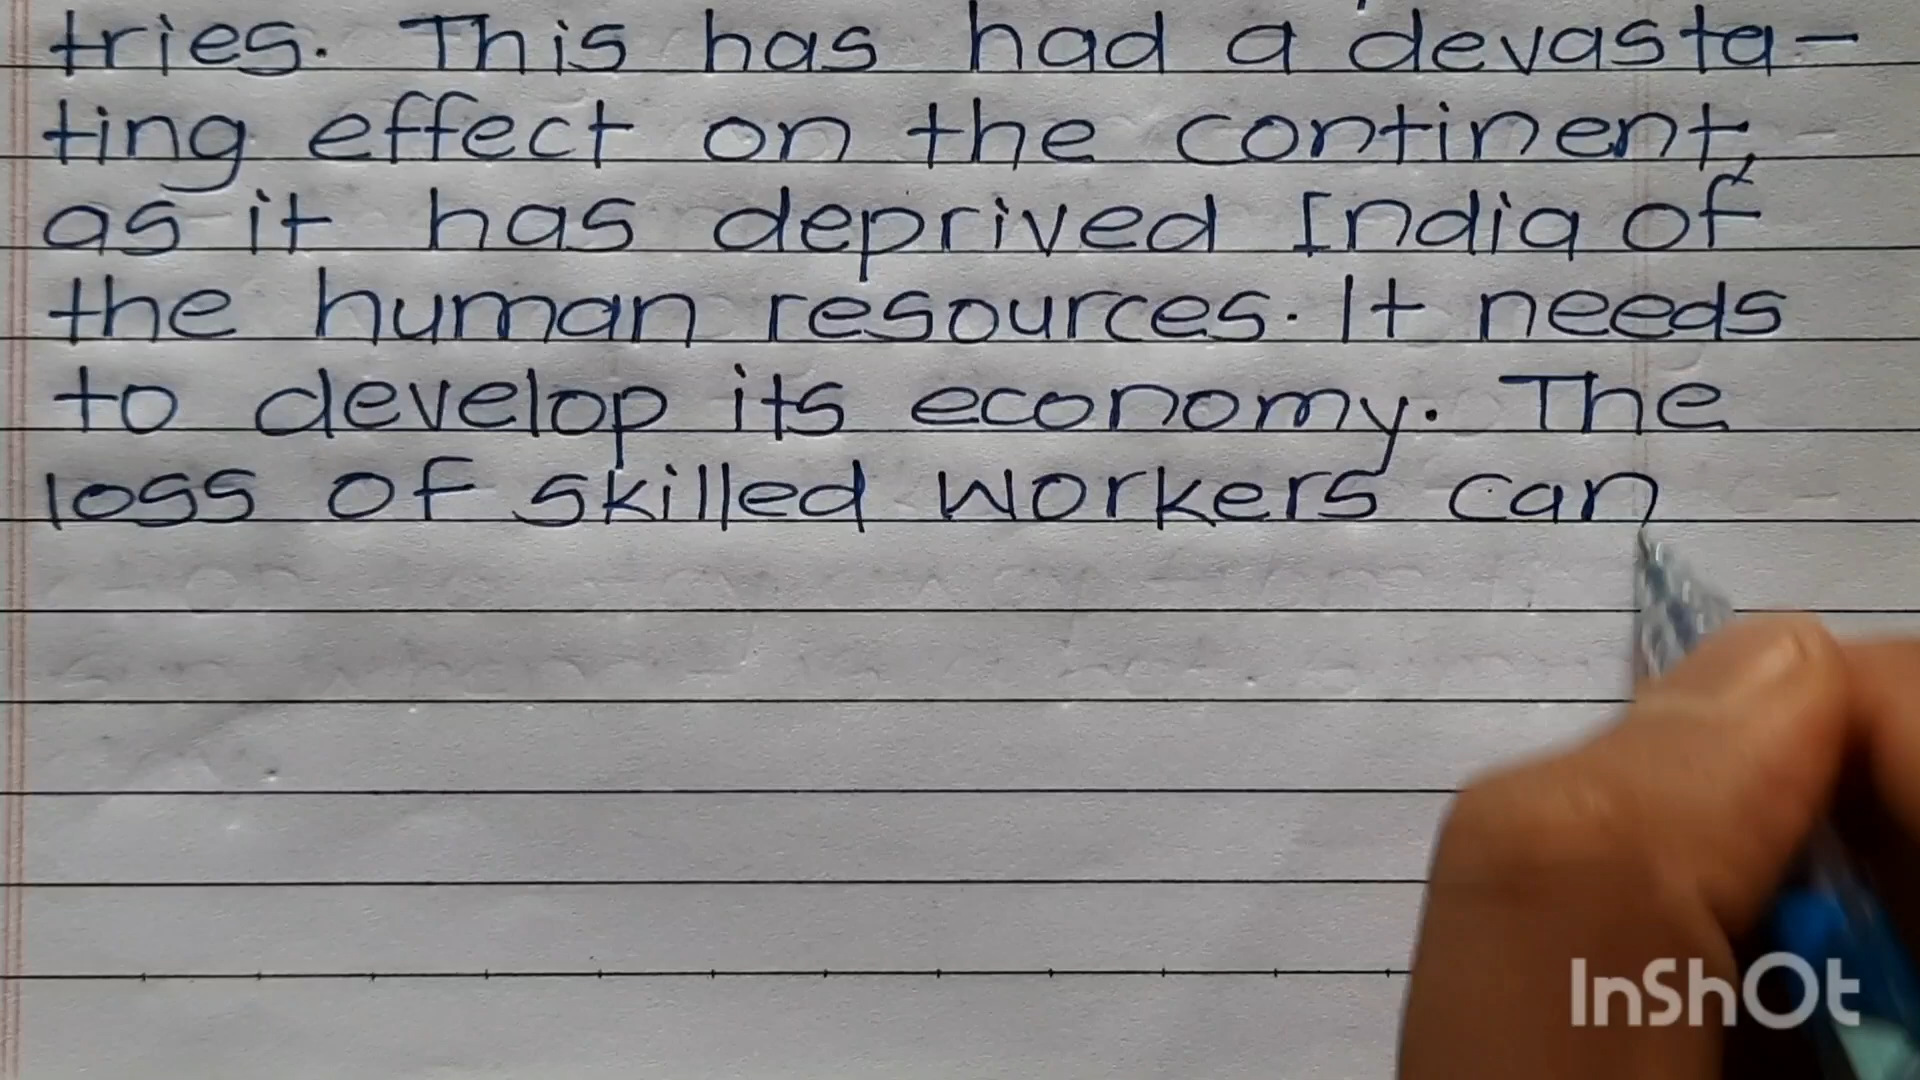 tries. This has had a devasta-
ting effect on the continent,
as it has deprived India of
the human resources. It needs
to develop its economy. The
loss of skilled workers can
InShOt